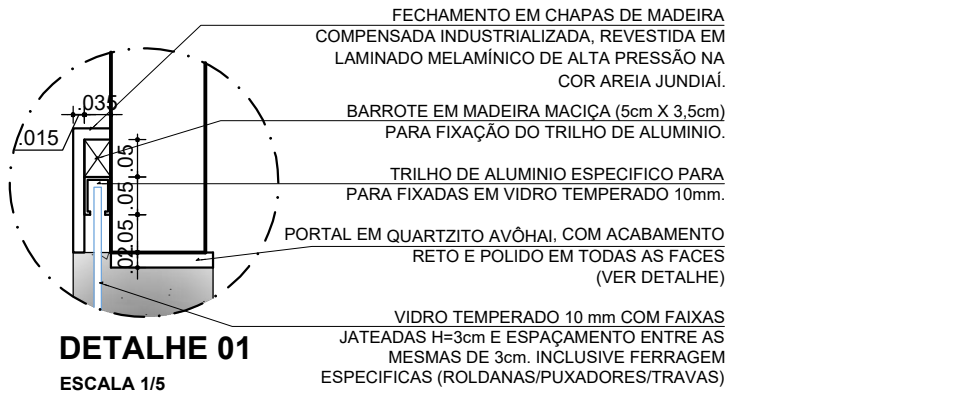 FECHAMENTO EM CHAPAS DE MADEIRA
COMPENSADA INDUSTRIALIZADA, REVESTIDA EM
LAMINADO MELAMÍNICO DE ALTA PRESSÃO NA
COR AREIA JUNDIAÍ.
BARROTE EM MADEIRA MACIÇA (5cm X 3,5cm)
PARA FIXAÇÃO DO TRILHO DE ALUMINIO.
TRILHO DE ALUMINIO ESPECIFICO PARA
PARA FIXADAS EM VIDRO TEMPERADO 10mm.
PORTAL EM QUARTZITO AVÔHAI, COM ACABAMENTO
RETO E POLIDO EM TODAS AS FACES
(VER DETALHE)
VIDRO TEMPERADO 10 mm COM FAIXAS
JATEADAS H=3cm E ESPAÇAMENTO ENTRE AS
MESMAS DE 3cm. INCLUSIVE FERRAGEM
ESPECIFICAS (ROLDANAS/PUXADORES/TRAVAS)
.035
.015
.05
.05
.05
.02
DETALHE 01
ESCALA 1/5